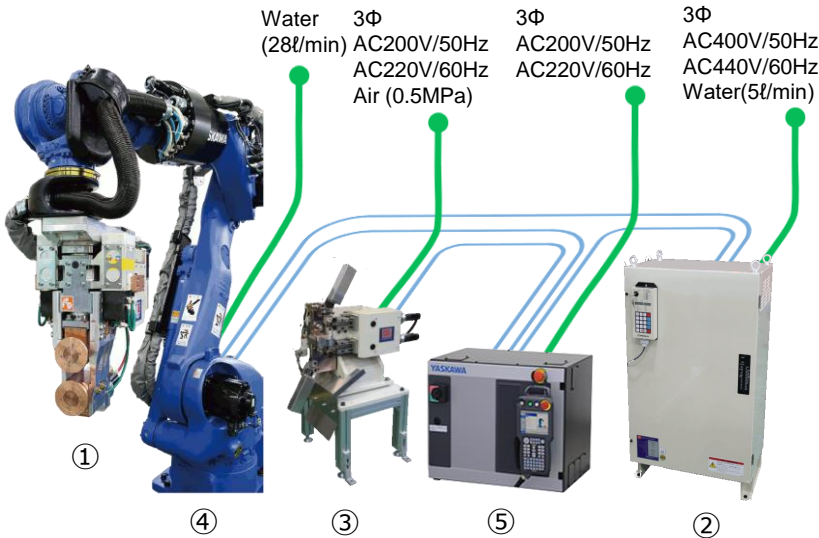 Water
(28ℓ/min)
3Φ
AC200V/50Hz
AC220V/60Hz
Air (0.5MPa)
3Φ
AC200V/50Hz
AC220V/60Hz
3Φ
AC400V/50Hz
AC440V/60Hz
Water(5ℓ/min)
SKAWA
YASKAWA
①
④
③
⑤
②